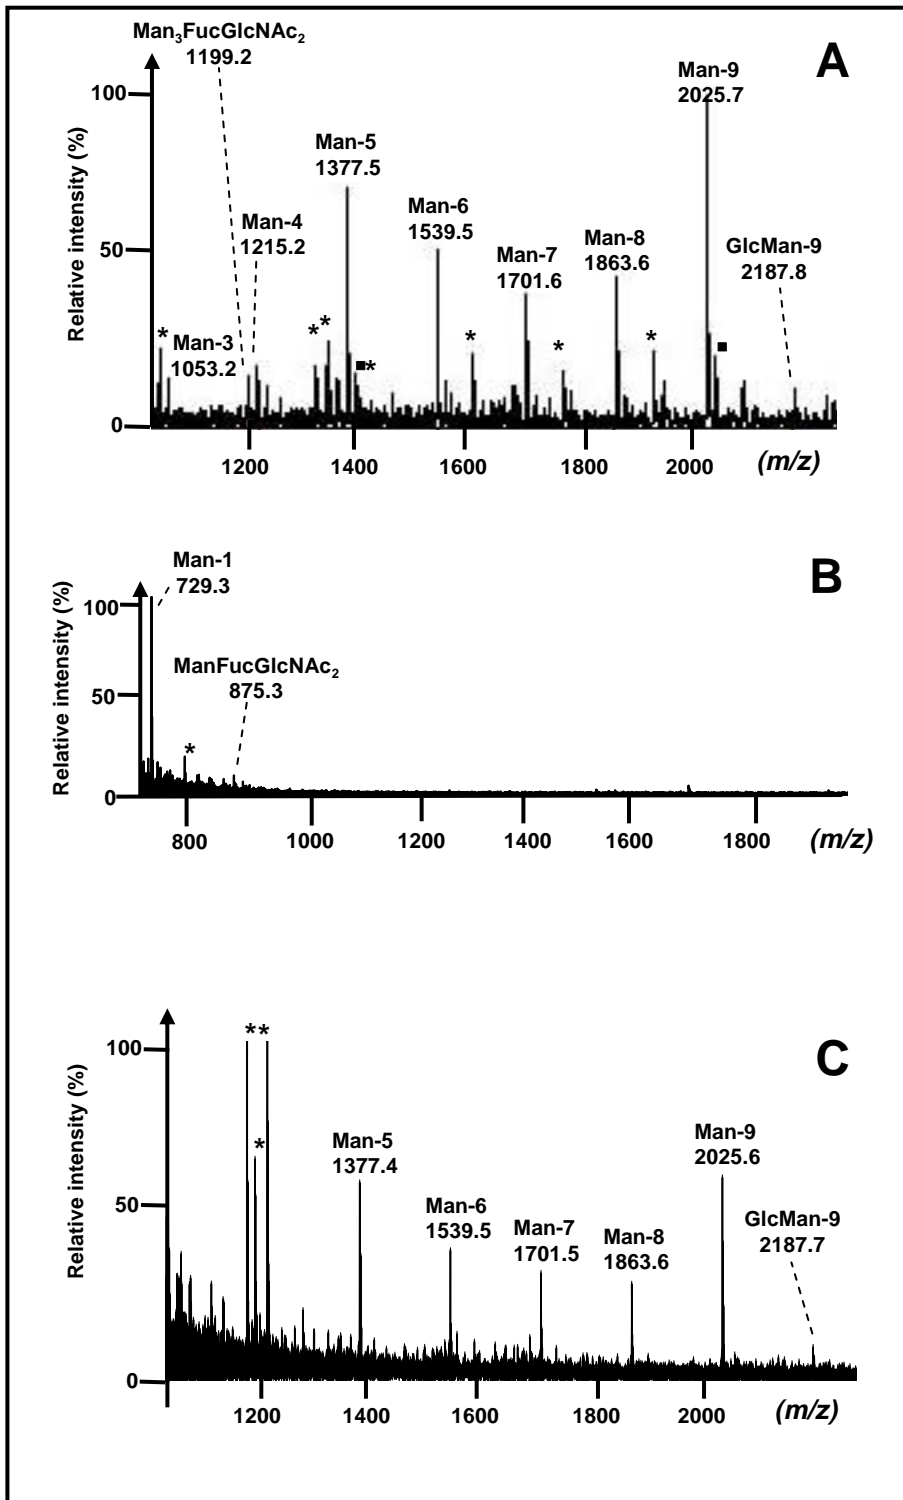 A
Man₃FucGlcNAc₂
1199.2
Man-9
2025.7
Man-5
1377.5
Man-6
1539.5
Man-4
1215.2
Man-8
1863.6
GlcMan-9
2187.8
Man-7
1701.6
Man-3
1053.2
* * * ■* * * * ■
Relative intensity (%)
100
50
0
1200 1400 1600 1800 2000 (m/z)
B
Man-1
729.3
ManFucGlcNAc₂
875.3
*
Relative intensity (%)
100
50
0
800 1000 1200 1400 1600 1800 (m/z)
C
**
*
Man-5
1377.4
Man-9
2025.6
Man-6
1539.5
Man-7
1701.5
Man-8
1863.6
GlcMan-9
2187.7
Relative intensity (%)
100
50
0
1200 1400 1600 1800 2000 (m/z)